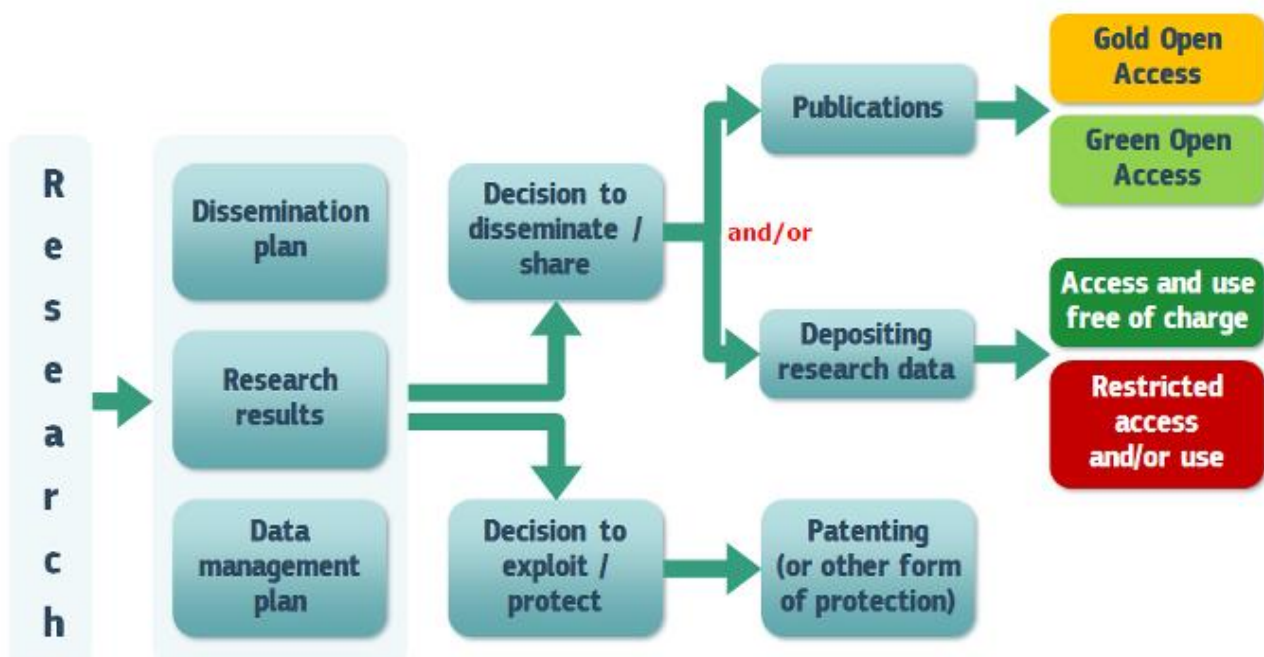 R
e
s
e
a
r
c
h
Dissemination
plan
Research
results
Data
management
plan
Decision to
disseminate /
share
Decision to
exploit /
protect
and/or
Publications
Depositing
research data
Patenting
(or other form
of protection)
Gold Open
Access
Green Open
Access
Access and use
free of charge
Restricted
access
and/or use